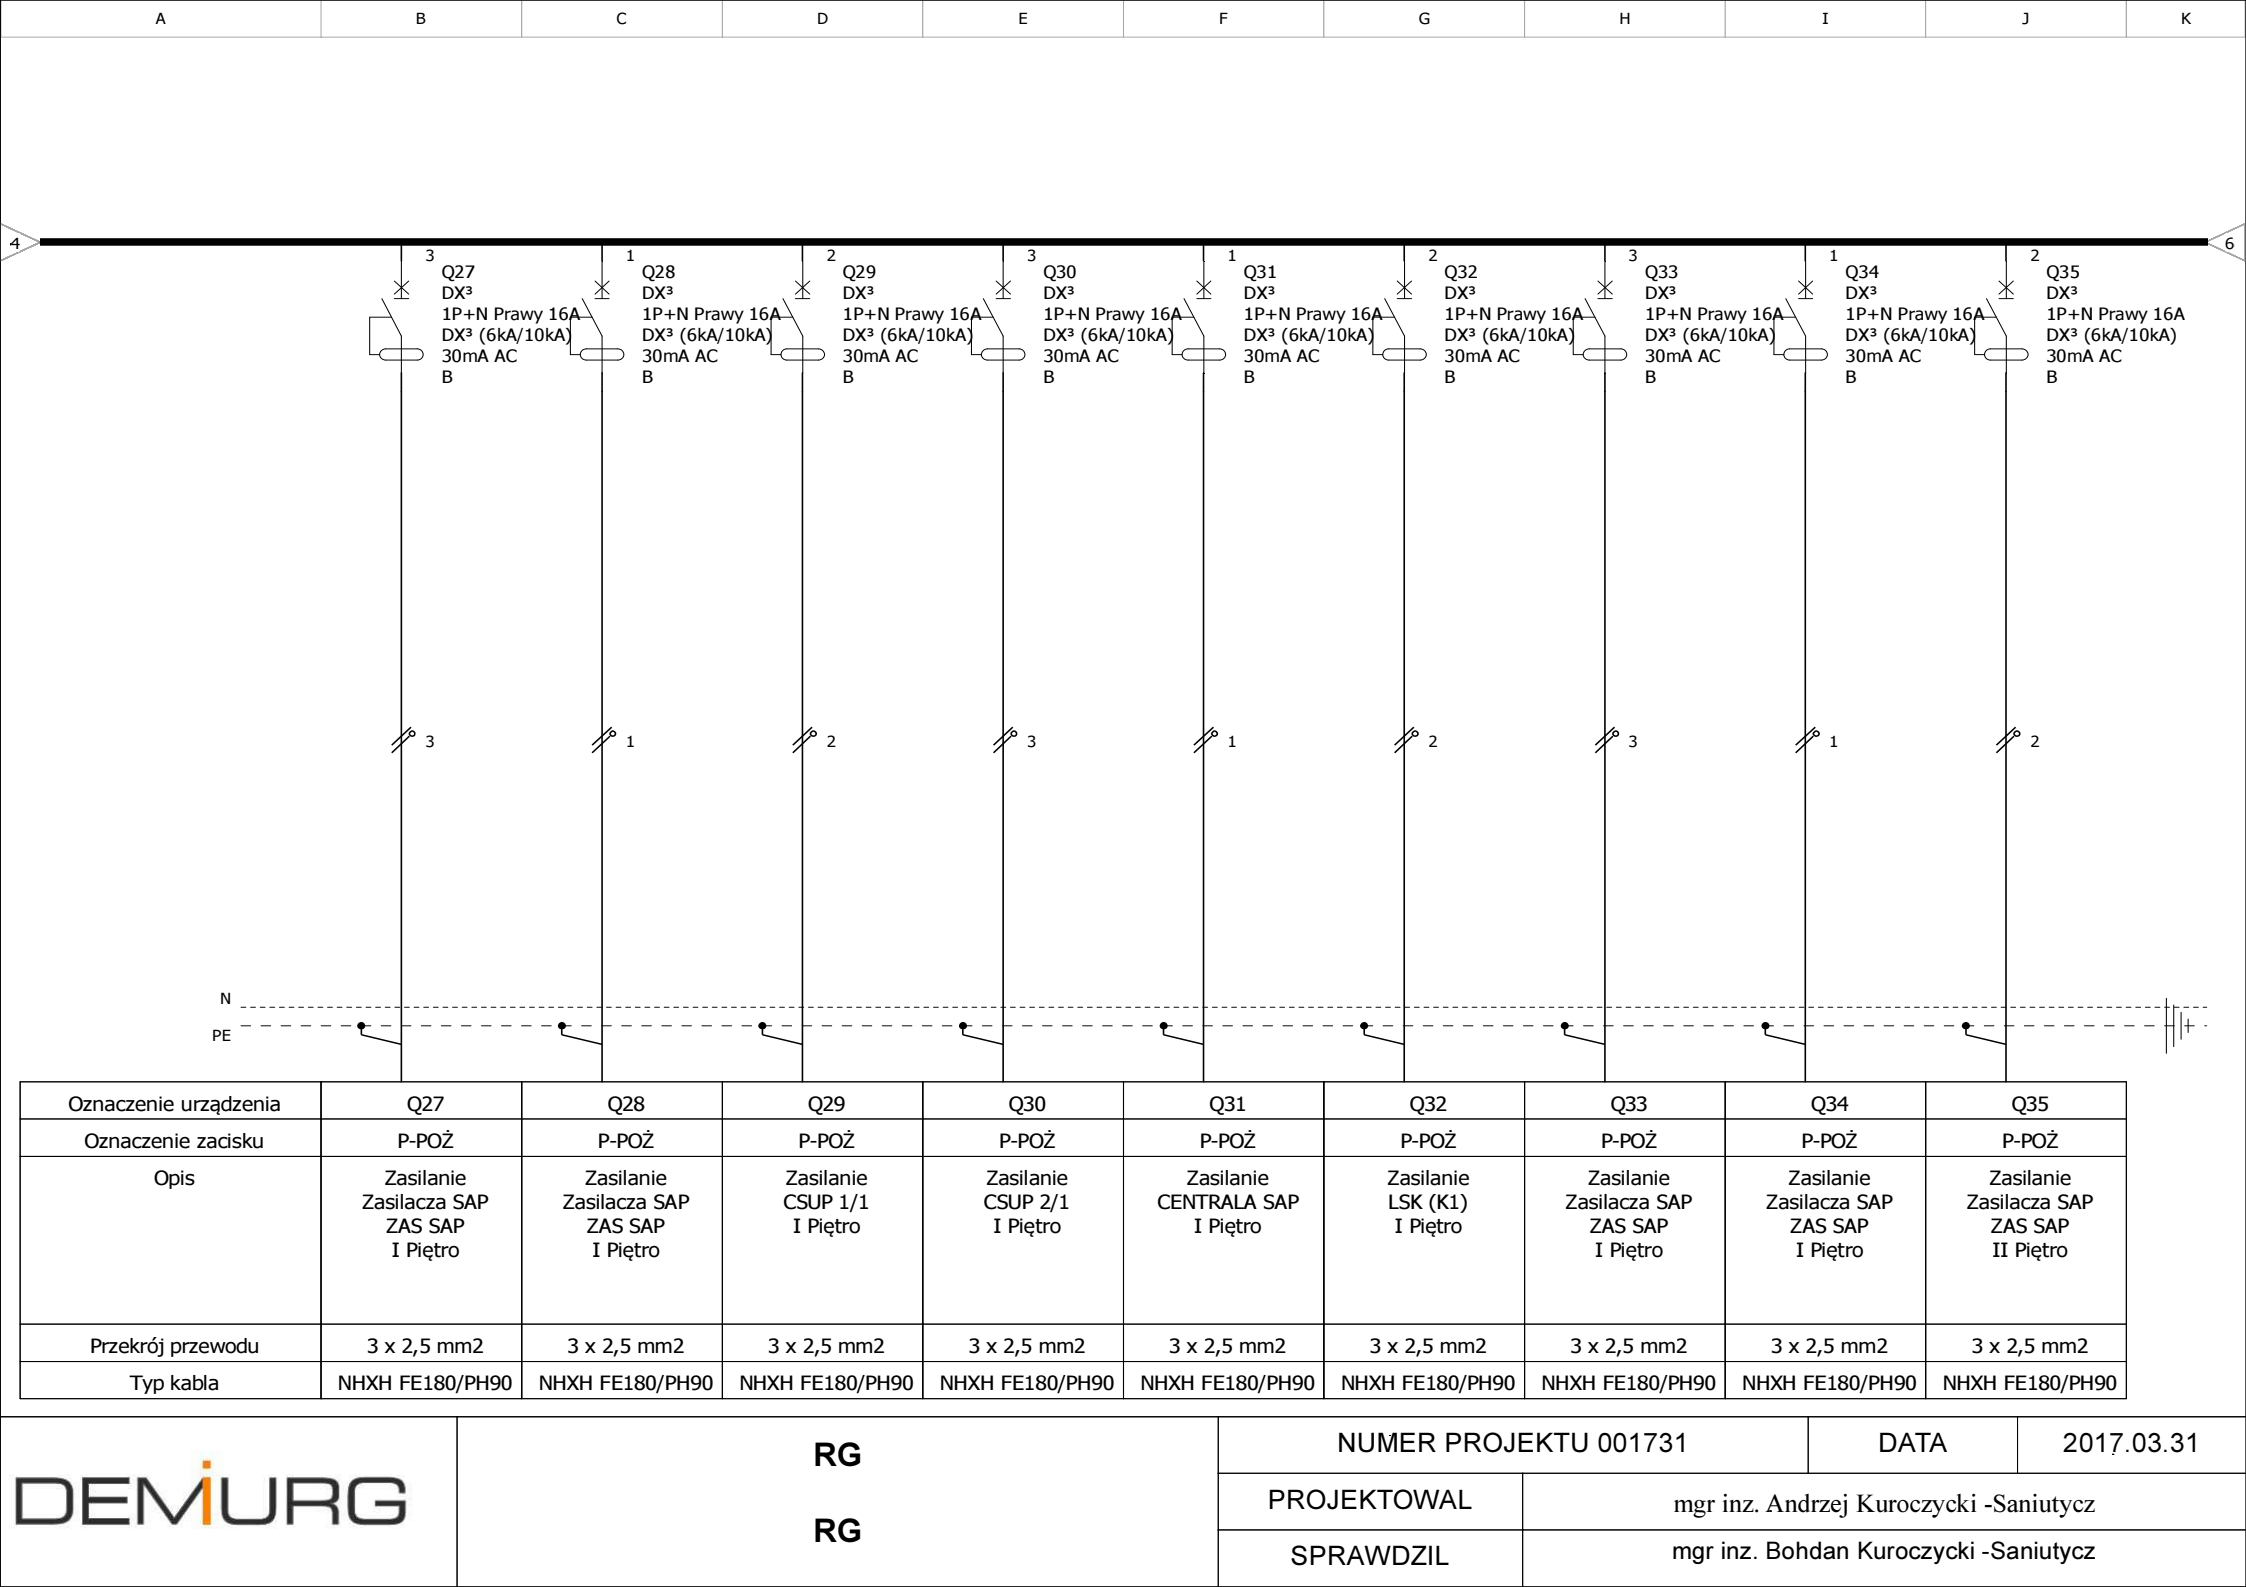 A B C D E F G H I J K
4
6
3
Q27
DX³
1P+N Prawy 16A
DX³ (6kA/10kA)
30mA AC
B
1
Q28
DX³
1P+N Prawy 16A
DX³ (6kA/10kA)
30mA AC
B
2
Q29
DX³
1P+N Prawy 16A
DX³ (6kA/10kA)
30mA AC
B
3
Q30
DX³
1P+N Prawy 16A
DX³ (6kA/10kA)
30mA AC
B
1
Q31
DX³
1P+N Prawy 16A
DX³ (6kA/10kA)
30mA AC
B
2
Q32
DX³
1P+N Prawy 16A
DX³ (6kA/10kA)
30mA AC
B
3
Q33
DX³
1P+N Prawy 16A
DX³ (6kA/10kA)
30mA AC
B
1
Q34
DX³
1P+N Prawy 16A
DX³ (6kA/10kA)
30mA AC
B
2
Q35
DX³
1P+N Prawy 16A
DX³ (6kA/10kA)
30mA AC
B
3 1 2 3 1 2 3 1 2
N
PE
Oznaczenie urządzenia Q27 Q28 Q29 Q30 Q31 Q32 Q33 Q34 Q35
Oznaczenie zacisku P-POŻ P-POŻ P-POŻ P-POŻ P-POŻ P-POŻ P-POŻ P-POŻ P-POŻ
Opis
Zasilanie
Zasilacza SAP
ZAS SAP
I Piętro
Zasilanie
Zasilacza SAP
ZAS SAP
I Piętro
Zasilanie
CSUP 1/1
I Piętro
Zasilanie
CSUP 2/1
I Piętro
Zasilanie
CENTRALA SAP
I Piętro
Zasilanie
LSK (K1)
I Piętro
Zasilanie
Zasilacza SAP
ZAS SAP
I Piętro
Zasilanie
Zasilacza SAP
ZAS SAP
I Piętro
Zasilanie
Zasilacza SAP
ZAS SAP
II Piętro
Przekrój przewodu 3 x 2,5 mm2 3 x 2,5 mm2 3 x 2,5 mm2 3 x 2,5 mm2 3 x 2,5 mm2 3 x 2,5 mm2 3 x 2,5 mm2 3 x 2,5 mm2 3 x 2,5 mm2
Typ kabla NHXH FE180/PH90 NHXH FE180/PH90 NHXH FE180/PH90 NHXH FE180/PH90 NHXH FE180/PH90 NHXH FE180/PH90 NHXH FE180/PH90 NHXH FE180/PH90 NHXH FE180/PH90
DEMiURG
RG
RG
NUMER PROJEKTU 001731 DATA 2017.03.31
PROJEKTOWAL mgr inz. Andrzej Kuroczycki -Saniutycz
SPRAWDZIL mgr inz. Bohdan Kuroczycki -Saniutycz